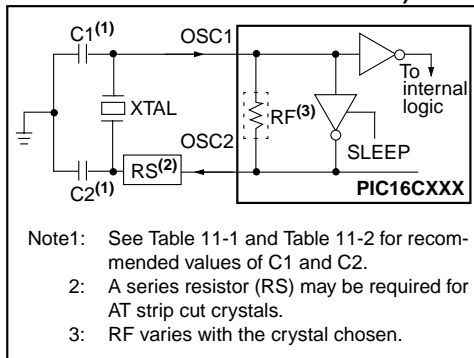 C1(1)
OSC1
To
internal
logic
XTAL
RF(3)
OSC2
SLEEP
RS(2)
C2(1)
PIC16CXXX
Note1: See Table 11-1 and Table 11-2 for recom-
mended values of C1 and C2.
2: A series resistor (RS) may be required for
AT strip cut crystals.
3: RF varies with the crystal chosen.